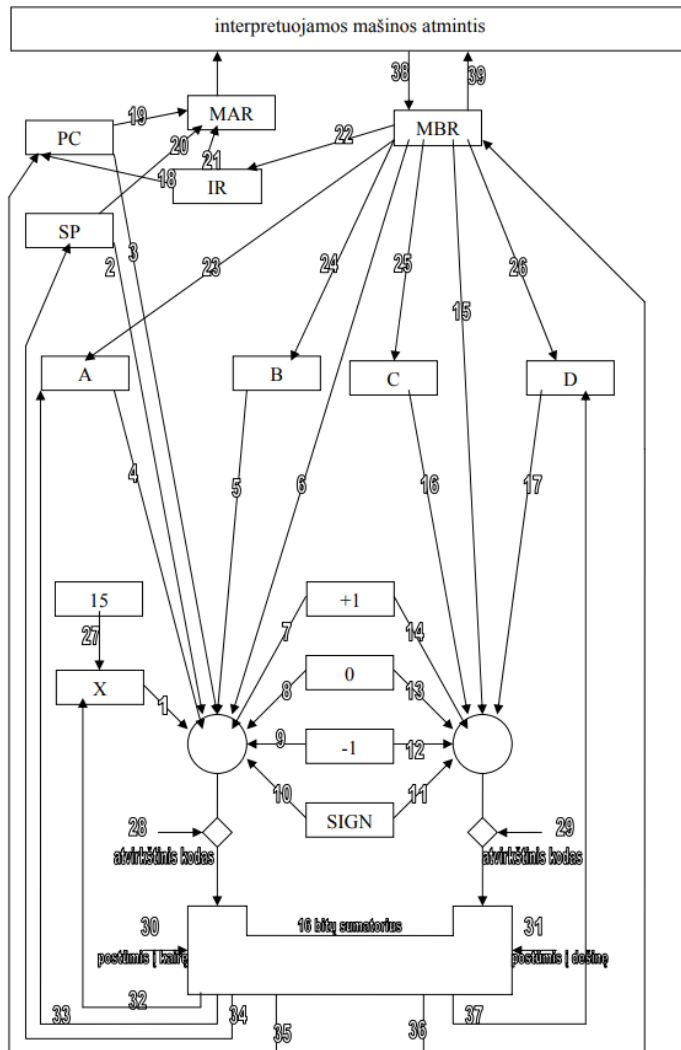 interpretuojamos mašinos atmintis
38 39
19 MAR
PC MBR
20 22
21
18 IR
SP
2 3 23 24 25 15 26
A B C D
4 5 6 16 17
15 +1
27 7 14
0
X 8 13
1
9 -1 12
10 11
SIGN
28 29
atvirkštinis kodas atvirkštinis kodas
16 bitų sumatorius
30 31
postūmis į kairę postūmis į dešinę
32
33 34 35 36 37